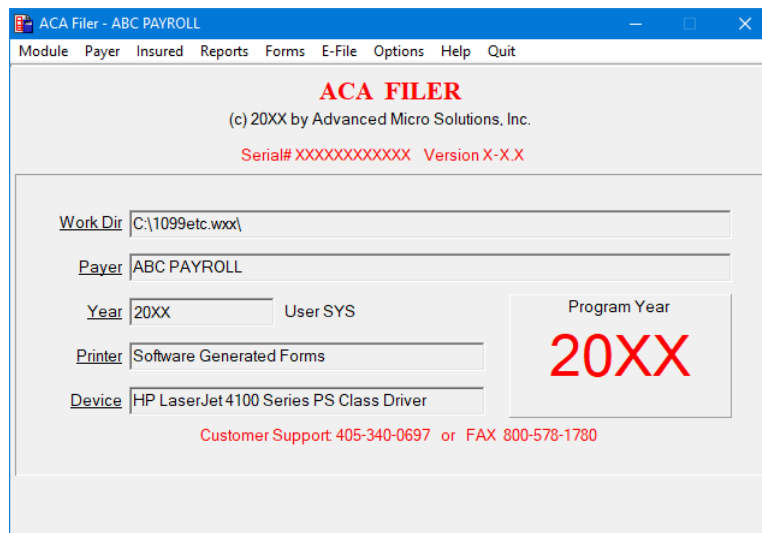 ACA Filer - ABC PAYROLL
Module Payer Insured Reports Forms E-File Options Help Quit
ACA FILER
(c) 20XX by Advanced Micro Solutions, Inc.
Serial# XXXXXXXXXXXX Version X-X.X
Work Dir C:\1099etc.wxx\
Payer ABC PAYROLL
Year 20XX User SYS
Program Year
20XX
Printer Software Generated Forms
Device HP LaserJet 4100 Series PS Class Driver
Customer Support: 405-340-0697 or FAX 800-578-1780